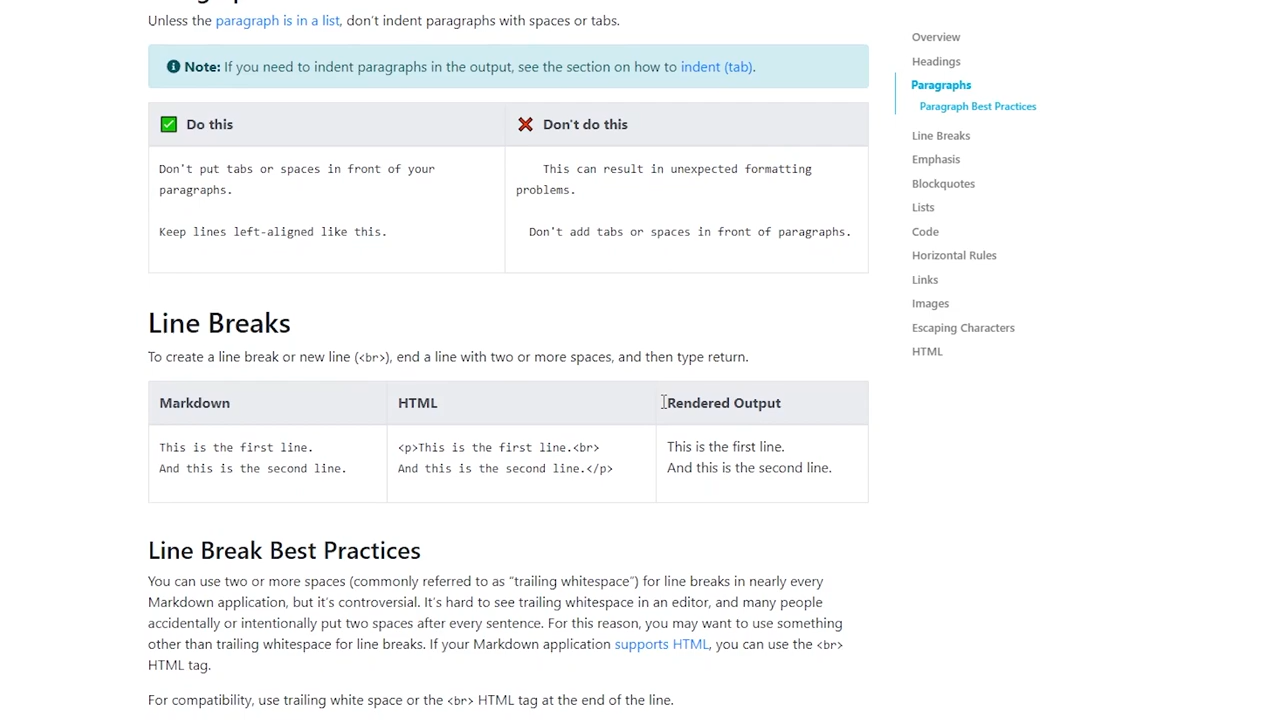 Unless the paragraph is in a list, don't indent paragraphs with spaces or tabs.
Note: If you need to indent paragraphs in the output, see the section on how to indent (tab).
Do this
Don't do this
Don't put tabs or spaces in front of your
paragraphs.
Keep lines left-aligned like this.
This can result in unexpected formatting
problems.
Don't add tabs or spaces in front of paragraphs.
Line Breaks
To create a line break or new line (<br>), end a line with two or more spaces, and then type return.
Markdown
HTML
Rendered Output
This is the first line.
And this is the second line.
<p>This is the first line.<br>
And this is the second line.</p>
This is the first line.
And this is the second line.
Line Break Best Practices
You can use two or more spaces (commonly referred to as “trailing whitespace”) for line breaks in nearly every
Markdown application, but it's controversial. It's hard to see trailing whitespace in an editor, and many people
accidentally or intentionally put two spaces after every sentence. For this reason, you may want to use something
other than trailing whitespace for line breaks. If your Markdown application supports HTML, you can use the <br>
HTML tag.
For compatibility, use trailing white space or the <br> HTML tag at the end of the line.
Overview
Headings
Paragraphs
Paragraph Best Practices
Line Breaks
Emphasis
Blockquotes
Lists
Code
Horizontal Rules
Links
Images
Escaping Characters
HTML